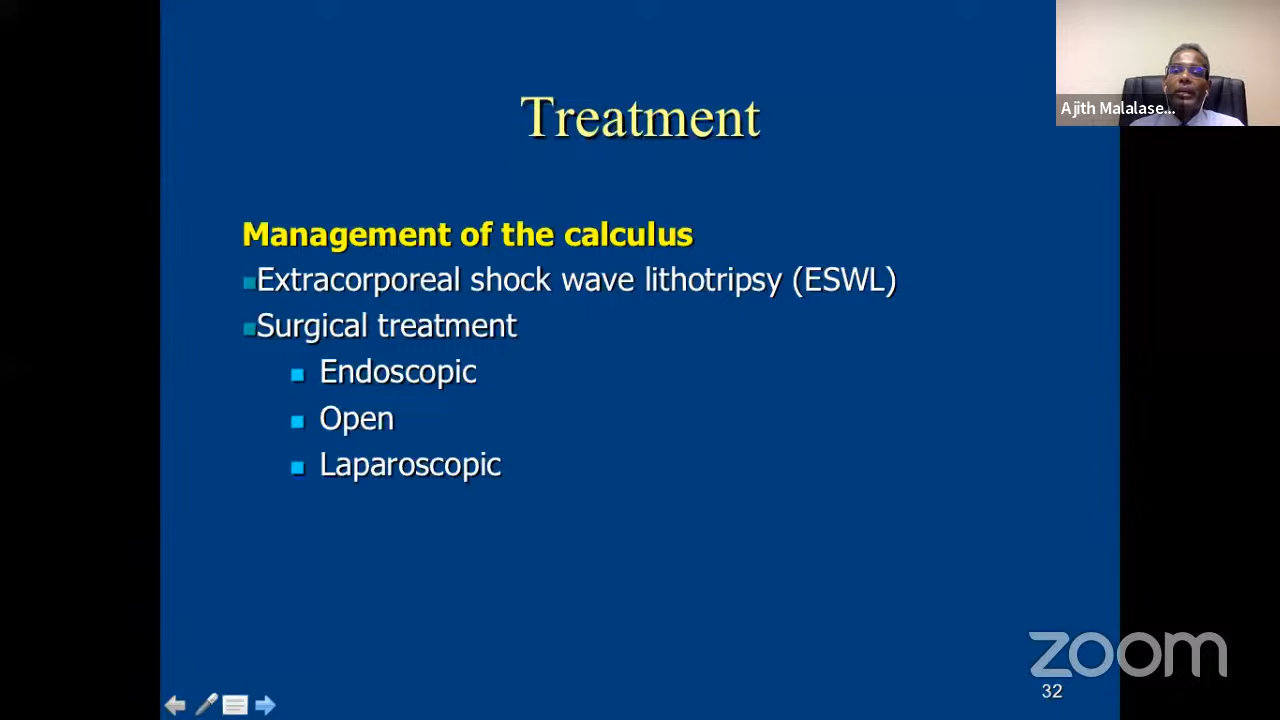 Ajith Malalase...
Treatment
Management of the calculus
Extracorporeal shock wave lithotripsy (ESWL)
Surgical treatment
Endoscopic
Open
Laparoscopic
zoom
32